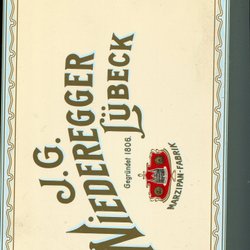 J. G.
NIEDEREGGER
LÜBECK
Gegründet 1806.
MARZIPAN-FABRIK